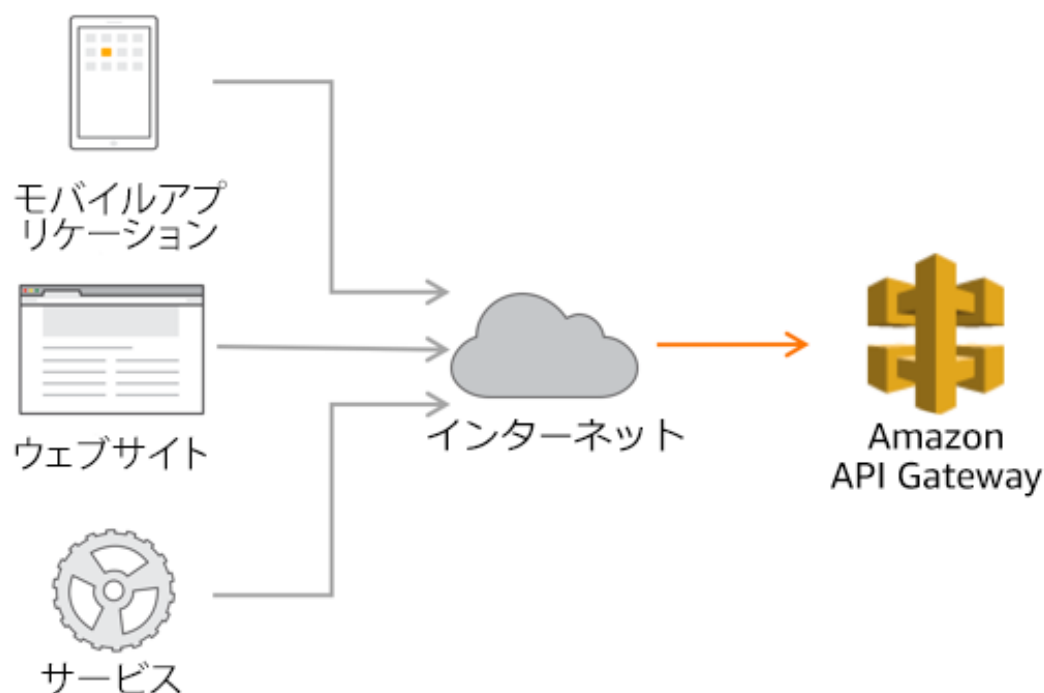 モバイルアプ
リケーション
ウェブサイト
サービス
インターネット
Amazon
API Gateway